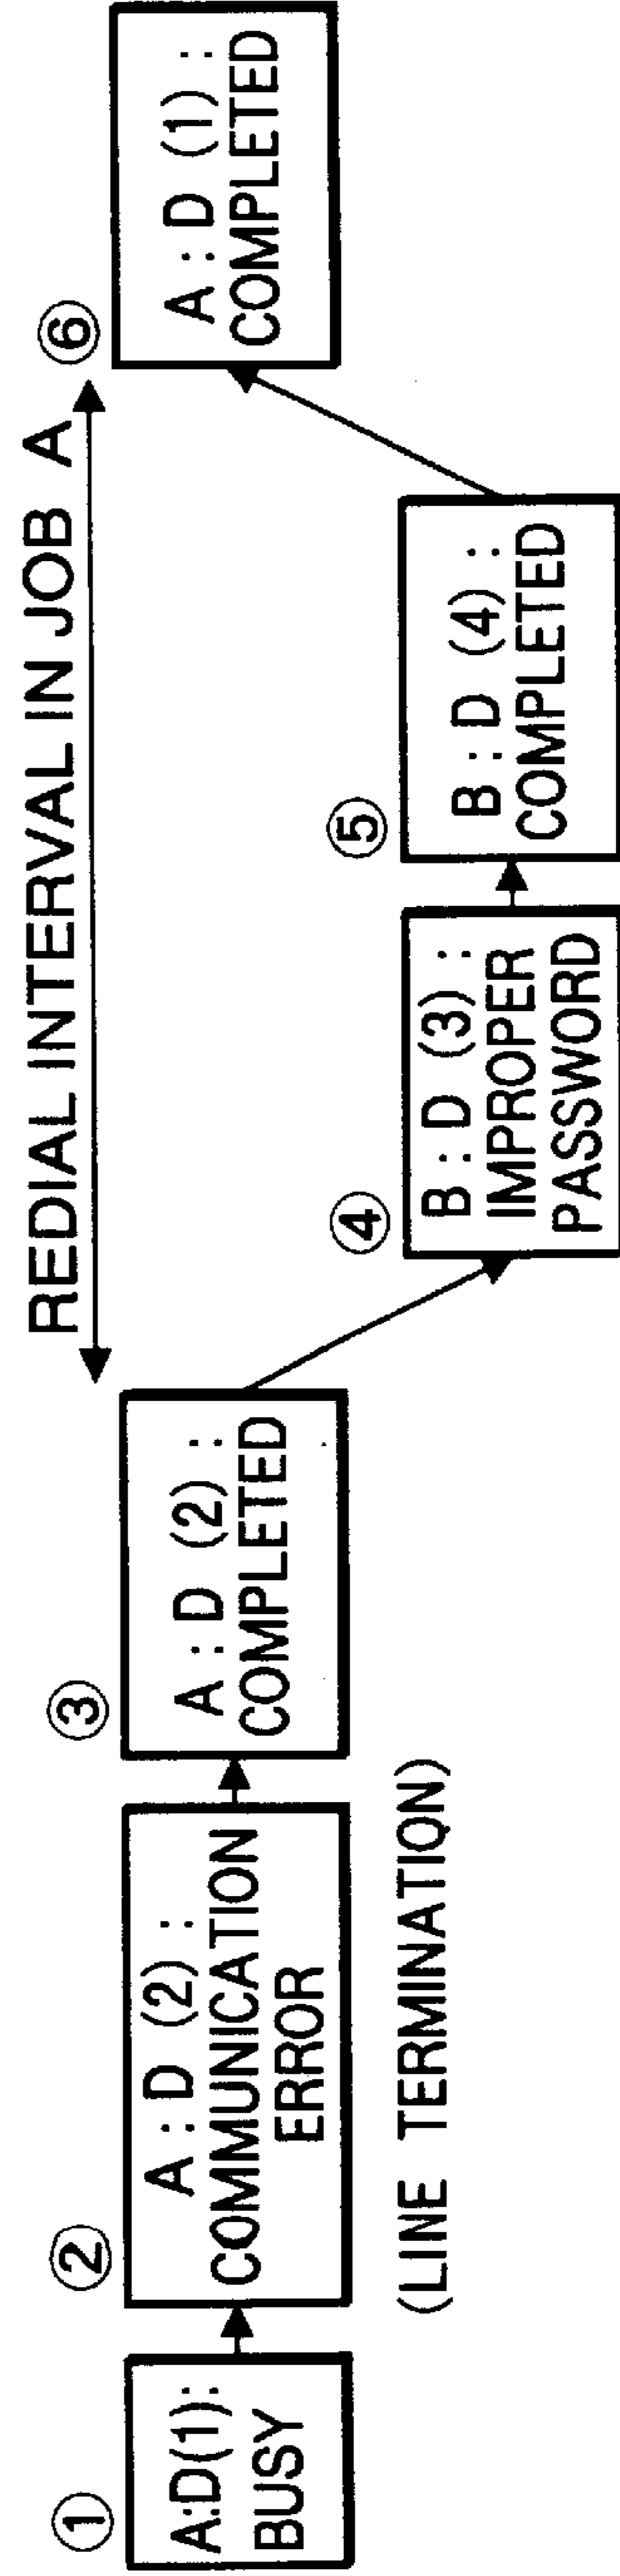 REDIAL INTERVAL IN JOB A
①
A:D(1):
BUSY
②
A : D (2) :
COMMUNICATION
ERROR
(LINE TERMINATION)
③
A : D (2) :
COMPLETED
④
B : D (3) :
IMPROPER
PASSWORD
⑤
B : D (4) :
COMPLETED
⑥
A : D (1) :
COMPLETED